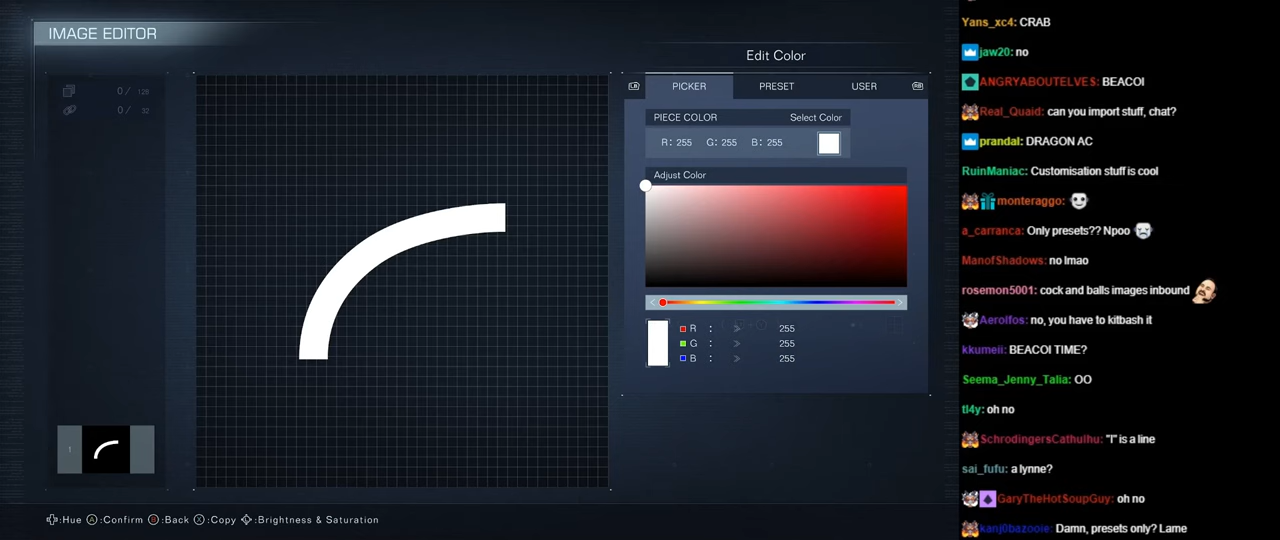 IMAGE EDITOR
0 / 128
0 / 32
1
Edit Color
LB PICKER PRESET USER RB
PIECE COLOR Select Color
R: 255 G: 255 B: 255
Adjust Color
R : 255
G : 255
B : 255
:Hue A:Confirm B:Back X:Copy :Brightness & Saturation
Yans_xc4: CRAB
jaw20: no
ANGRYABOUTELVES: BEACOI
Real_Quaid: can you import stuff, chat?
prandal: DRAGON AC
RuinManiac: Customisation stuff is cool
monteraggo:
a_carranca: Only presets?? Npoo
ManofShadows: no lmao
rosemon5001: cock and balls images inbound
Aerolfos: no, you have to kitbash it
kkumeii: BEACOI TIME?
Seema_Jenny_Talia: OO
tl4y: oh no
SchrodingersCathulhu: "I" is a line
sai_fufu: a lynne?
GaryTheHotSoupGuy: oh no
kanj0bazooie: Damn, presets only? Lame